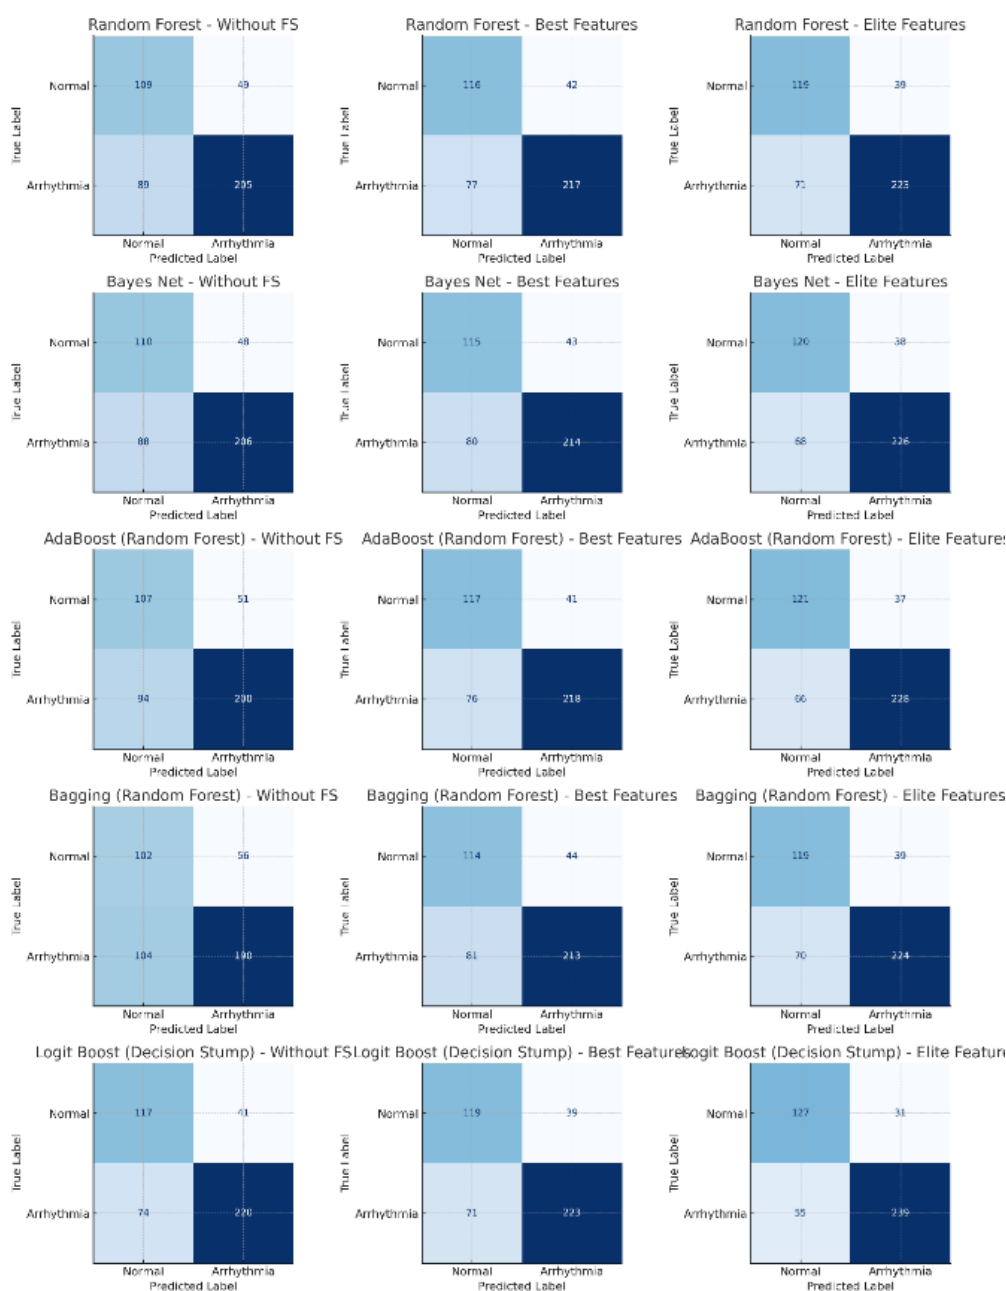 Random Forest - Without FS
Normal
109
49
True Label
Arrhythmia
89
205
Normal
Arrhythmia
Predicted Label
Random Forest - Best Features
Normal
116
42
True Label
Arrhythmia
77
217
Normal
Arrhythmia
Predicted Label
Random Forest - Elite Features
Normal
119
39
True Label
Arrhythmia
71
223
Normal
Arrhythmia
Predicted Label
Bayes Net - Without FS
Normal
110
48
True Label
Arrhythmia
88
206
Normal
Arrhythmia
Predicted Label
Bayes Net - Best Features
Normal
115
43
True Label
Arrhythmia
80
214
Normal
Arrhythmia
Predicted Label
Bayes Net - Elite Features
Normal
120
38
True Label
Arrhythmia
68
226
Normal
Arrhythmia
Predicted Label
AdaBoost (Random Forest) - Without FS
Normal
107
51
True Label
Arrhythmia
94
200
Normal
Arrhythmia
Predicted Label
AdaBoost (Random Forest) - Best Features
Normal
117
41
True Label
Arrhythmia
76
218
Normal
Arrhythmia
Predicted Label
AdaBoost (Random Forest) - Elite Features
Normal
121
37
True Label
Arrhythmia
66
228
Normal
Arrhythmia
Predicted Label
Bagging (Random Forest) - Without FS
Normal
102
56
True Label
Arrhythmia
104
190
Normal
Arrhythmia
Predicted Label
Bagging (Random Forest) - Best Features
Normal
114
44
True Label
Arrhythmia
81
213
Normal
Arrhythmia
Predicted Label
Bagging (Random Forest) - Elite Features
Normal
119
39
True Label
Arrhythmia
70
224
Normal
Arrhythmia
Predicted Label
Logit Boost (Decision Stump) - Without FS
Normal
117
41
True Label
Arrhythmia
74
220
Normal
Arrhythmia
Predicted Label
Logit Boost (Decision Stump) - Best Features
Normal
119
39
True Label
Arrhythmia
71
223
Normal
Arrhythmia
Predicted Label
Logit Boost (Decision Stump) - Elite Feature
Normal
127
31
True Label
Arrhythmia
55
239
Normal
Arrhythmia
Predicted Label